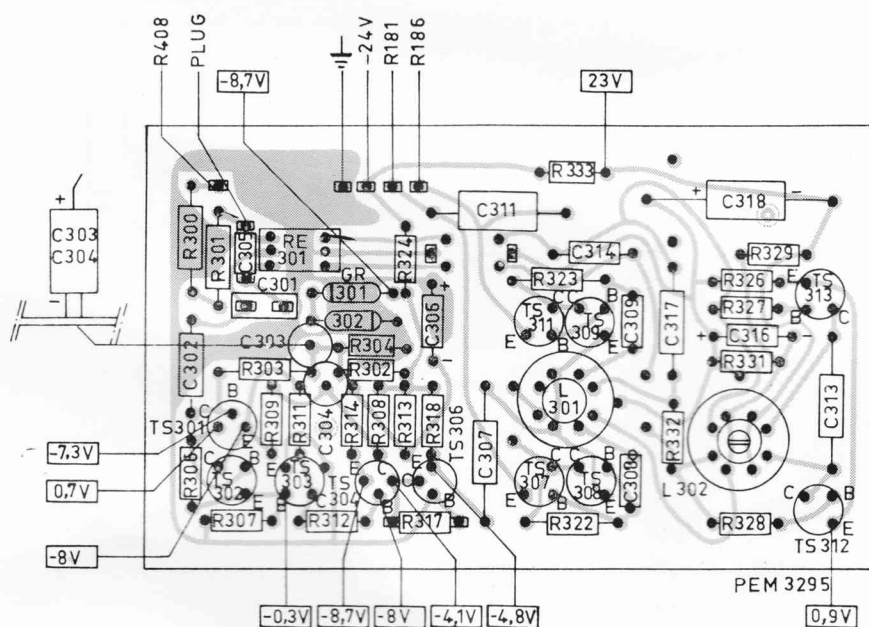 R408
PLUG
-24V
R181
R186
-8,7V
23V
+
C303
C304
-
R333
C311
+ C318 -
R300
R301
C305
RE
301
R324
C314
R329
C301
GR
301
R323
R326
E
TS
313
302
C306
+
-
TS
311
C
C
TS
309
C309
C317
R327
B
C
C303
R304
E
B
E
+ C316 -
C302
R303
R302
L
301
R331
C313
C
B
TS301
E
R309
R311
C304
R314
R308
R313
R318
TS306
C307
R332
L302
-7,3V
R306
C
B
TS
302
E
E
TS
303
B
C
TS
304
E
C
B
E
C
B
B
C
C
B
TS
307
TS
308
E
E
C308
C
B
E
0,7V
R307
R312
R317
R322
R328
TS312
-8V
PEM 3295
-0,3V
-8,7V
-8V
-4,1V
-4,8V
0,9V